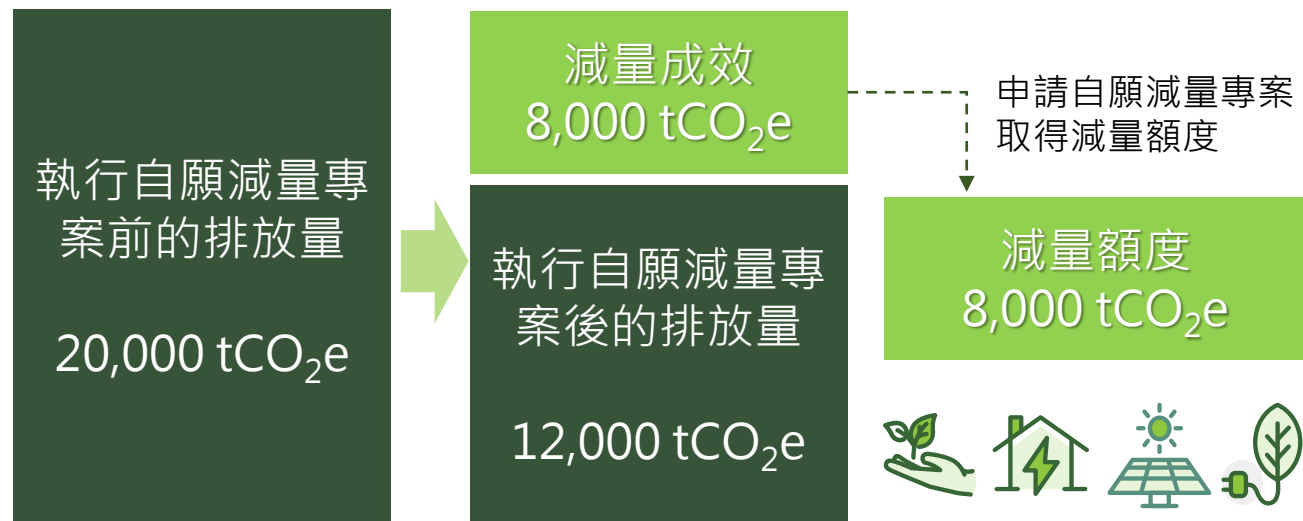 執行自願減量專
案前的排放量
20,000 tCO₂e
減量成效
8,000 tCO₂e
執行自願減量專
案後的排放量
12,000 tCO₂e
申請自願減量專案
取得減量額度
減量額度
8,000 tCO₂e